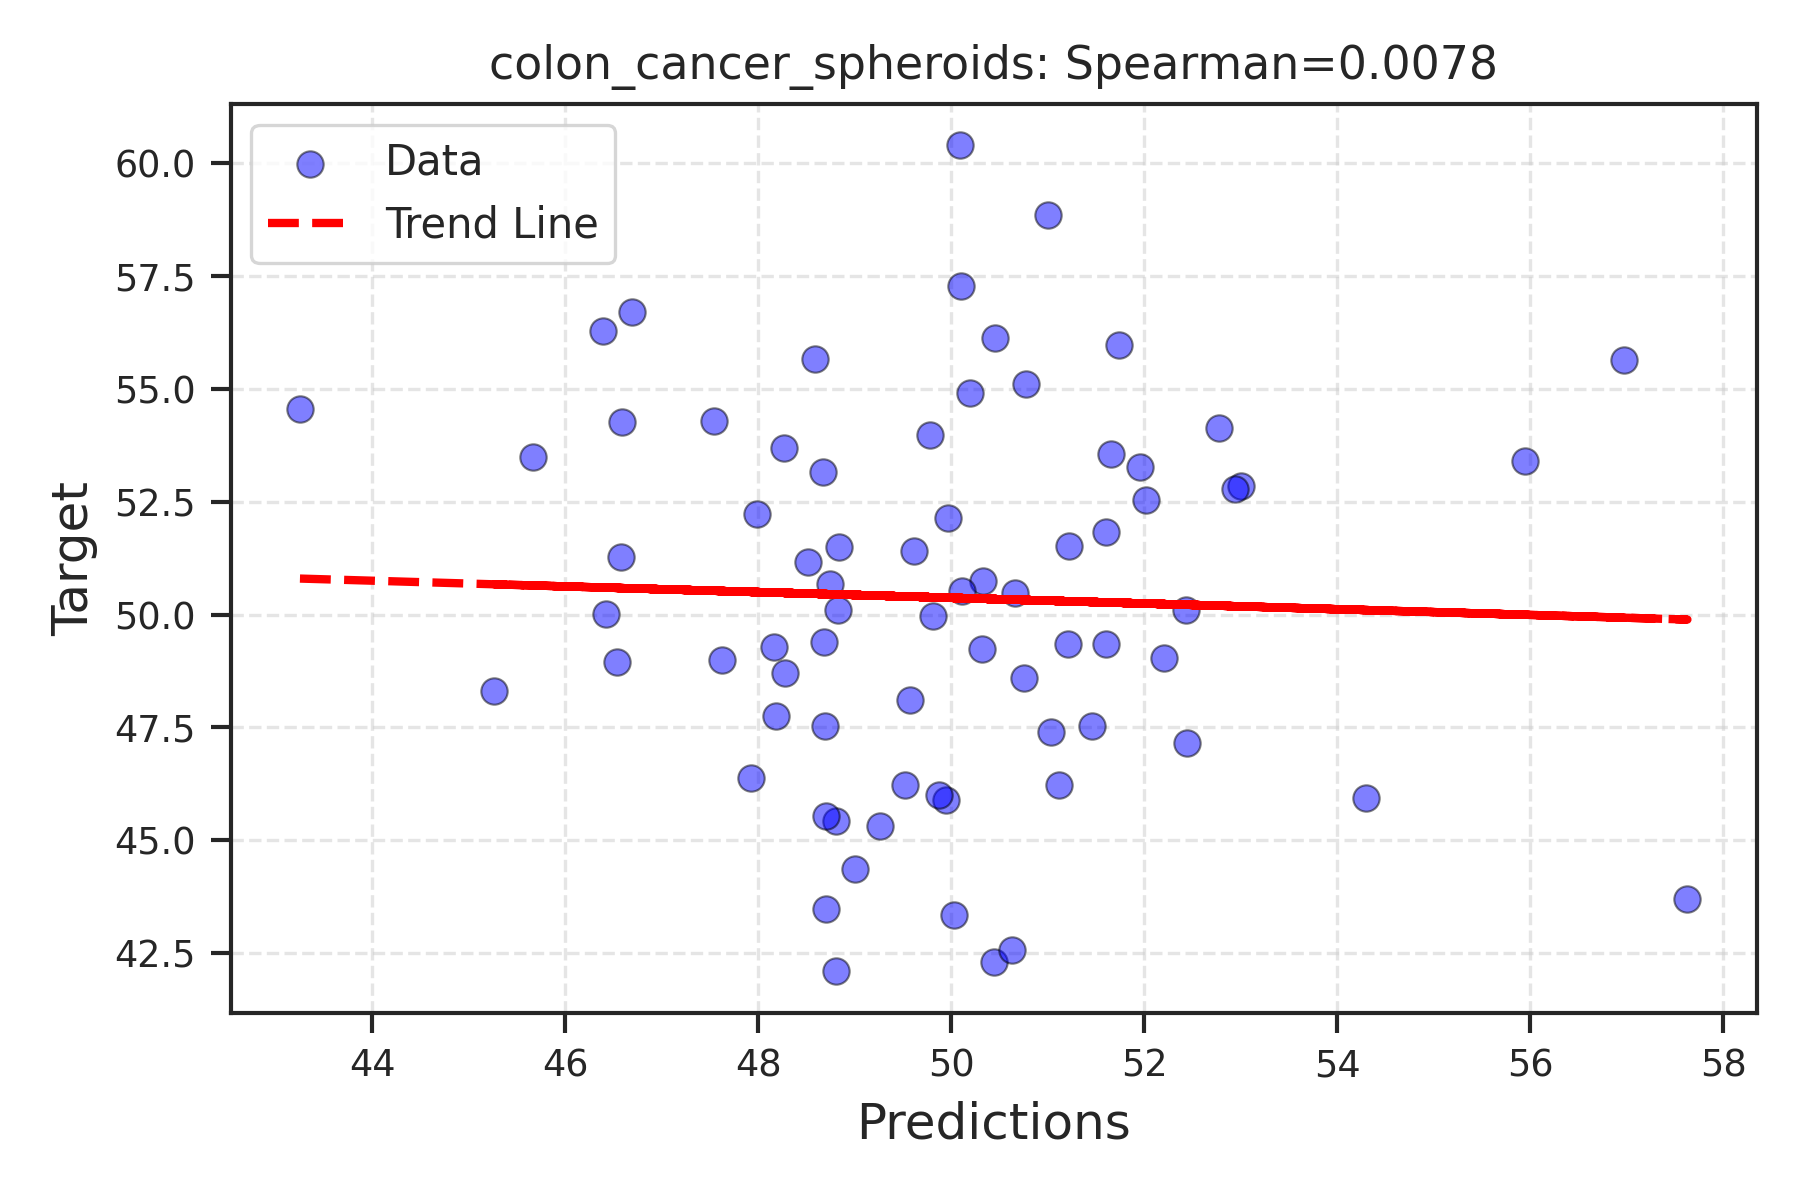 colon_cancer_spheroids: Spearman=0.0078
Data
Trend Line
60.0
57.5
55.0
52.5
50.0
47.5
45.0
42.5
Target
44 46 48 50 52 54 56 58
Predictions